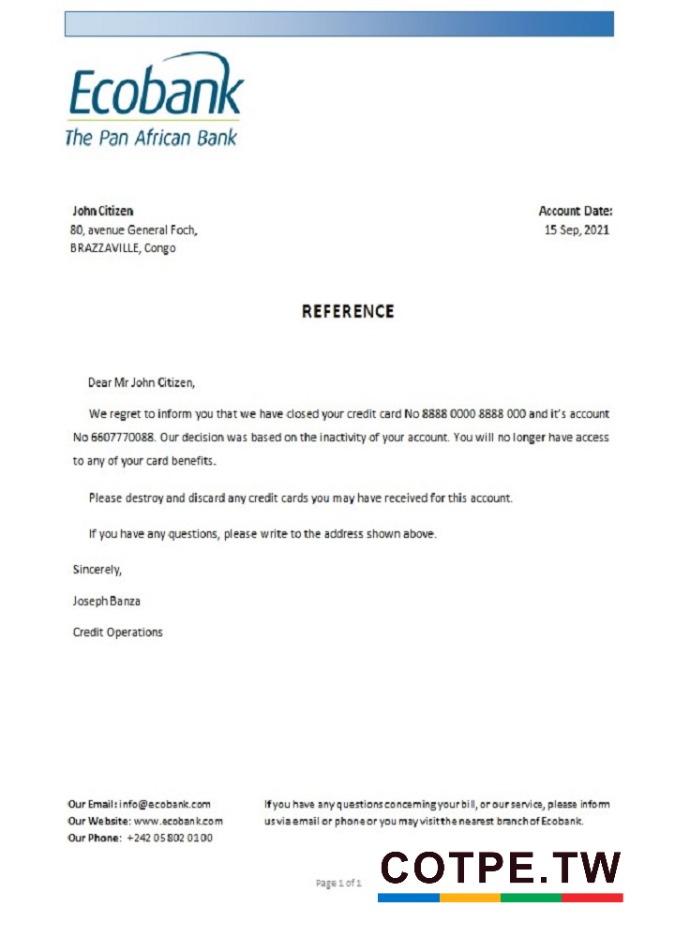 Ecobank
The Pan African Bank
John Citizen
80, avenue General Foch,
BRAZZAVILLE, Congo
Account Date:
15 Sep, 2021
REFERENCE
Dear Mr John Citizen,
We regret to inform you that we have closed your credit card No 8888 0000 8888 000 and it's account
No 6607770088. Our decision was based on the inactivity of your account. You will no longer have access
to any of your card benefits.
Please destroy and discard any credit cards you may have received for this account.
If you have any questions, please write to the address shown above.
Sincerely,
Joseph Banza
Credit Operations
Our Email: info@ecobank.com
Our Website: www.ecobank.com
Our Phone: +242 05 802 0100
If you have any questions concerning your bill, or our service, please inform
us via email or phone or you may visit the nearest branch of Ecobank.
Page 1 of 1
COTPE.TW